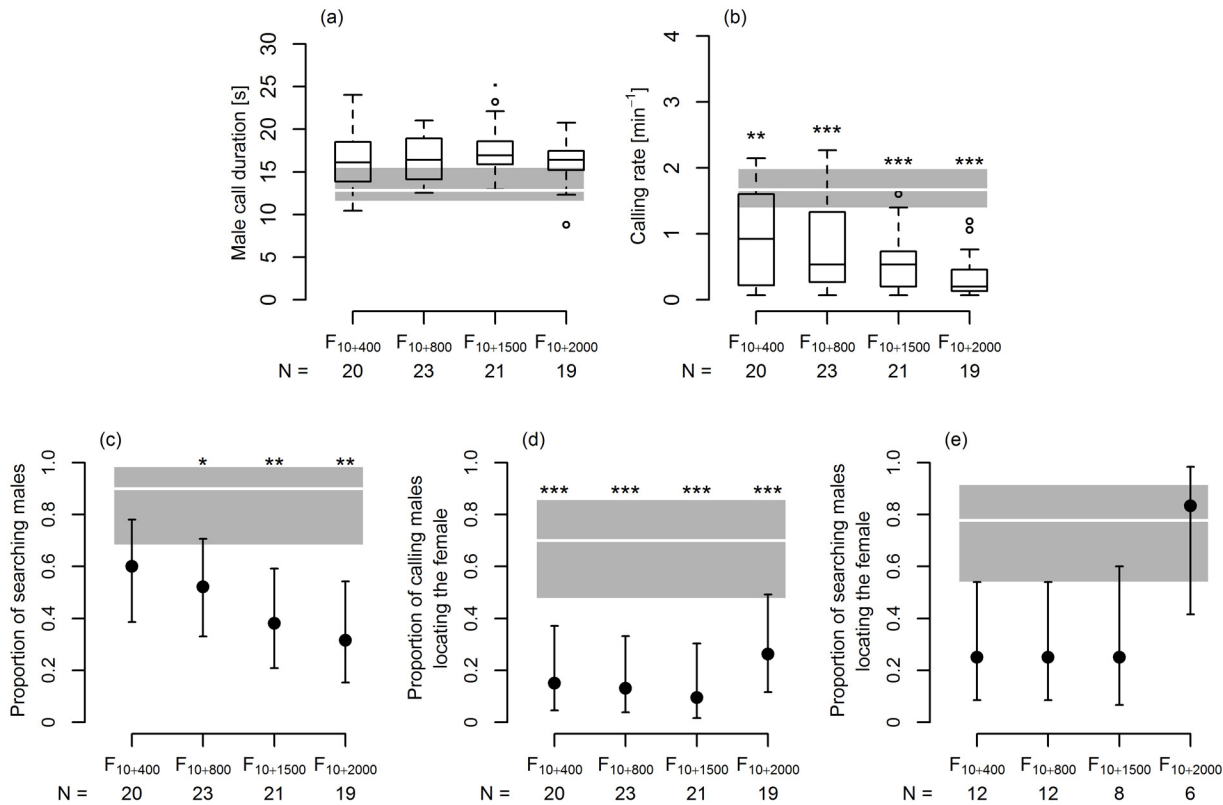 (a)
Male call duration [s]
30
25
20
15
10
5
0
F10+400 F10+800 F10+1500 F10+2000
N = 20 23 21 19
(b)
Calling rate [min−1]
4
3
2
1
0
** *** *** ***
F10+400 F10+800 F10+1500 F10+2000
N = 20 23 21 19
(c)
Proportion of searching males
1.0
0.8
0.6
0.4
0.2
0
* ** **
F10+400 F10+800 F10+1500 F10+2000
N = 20 23 21 19
(d)
Proportion of calling males
locating the female
1.0
0.8
0.6
0.4
0.2
0
*** *** *** ***
F10+400 F10+800 F10+1500 F10+2000
N = 20 23 21 19
(e)
Proportion of searching males
locating the female
1.0
0.8
0.6
0.4
0.2
0
F10+400 F10+800 F10+1500 F10+2000
N = 12 12 8 6